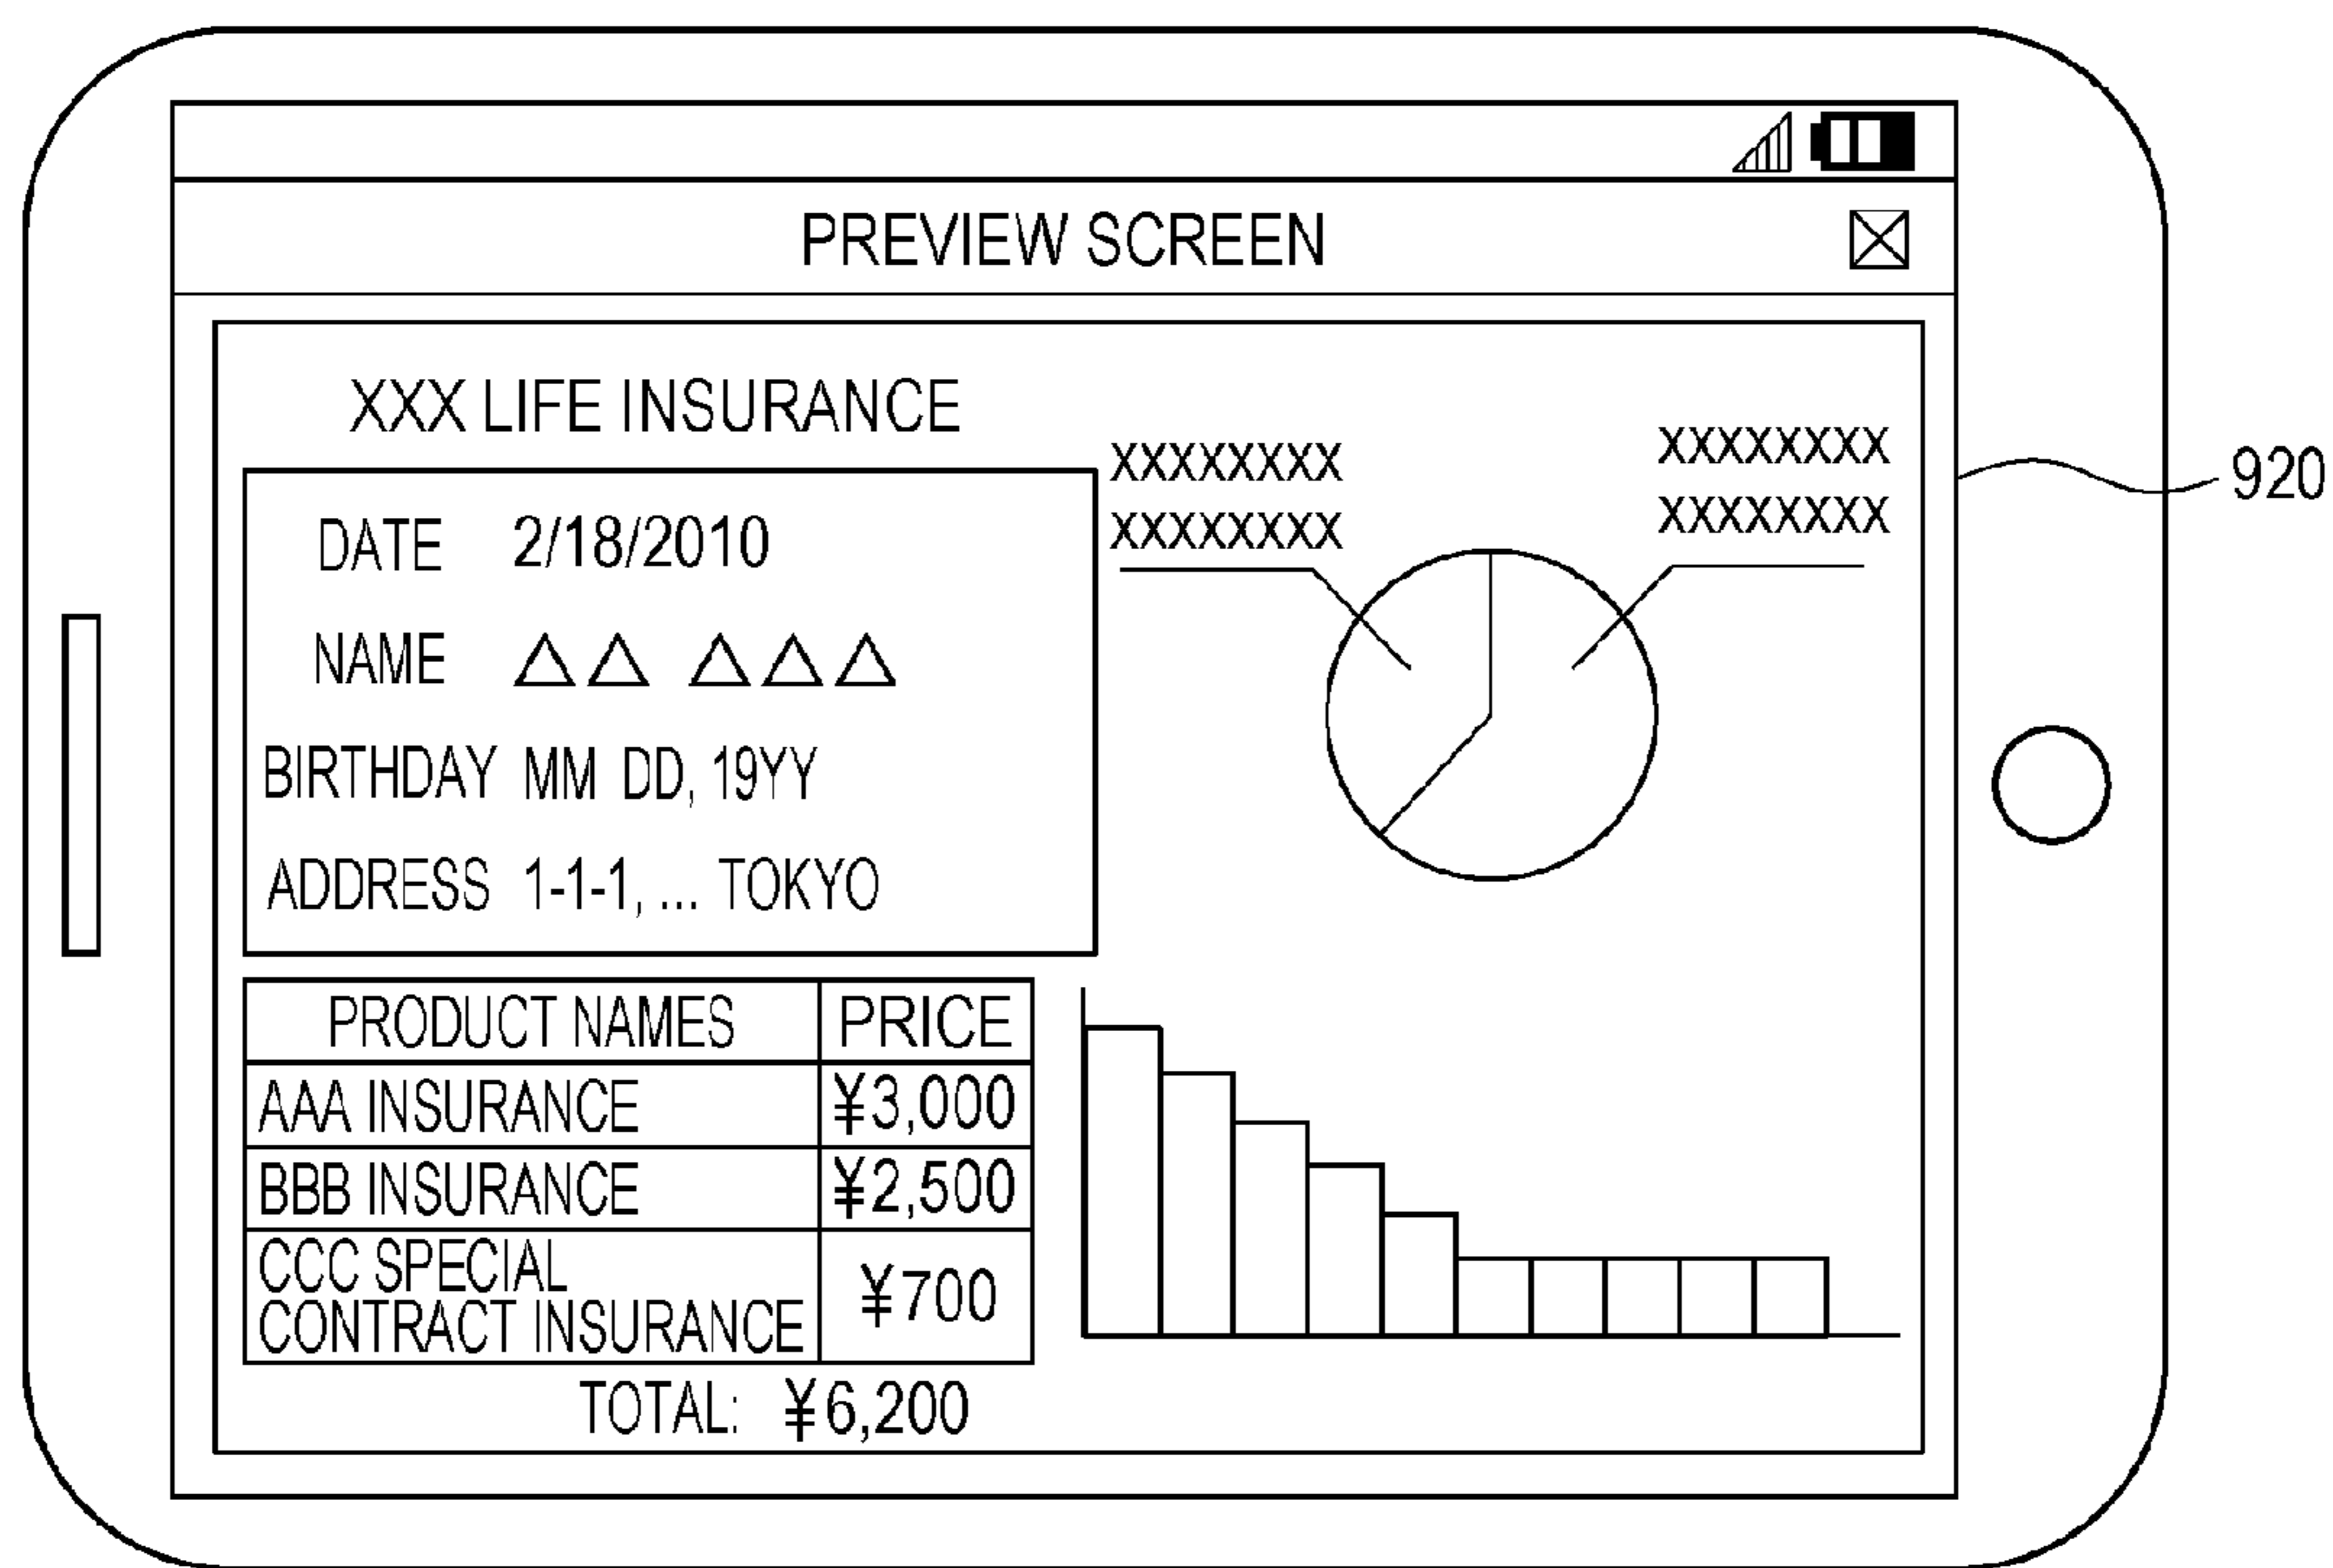 PREVIEW SCREEN
XXX LIFE INSURANCE
DATE 2/18/2010
NAME △△ △△△
BIRTHDAY MM DD, 19YY
ADDRESS 1-1-1, ... TOKYO
XXXXXXXX
XXXXXXXX
XXXXXXXX
XXXXXXXX
920
PRODUCT NAMES PRICE
AAA INSURANCE ¥3,000
BBB INSURANCE ¥2,500
CCC SPECIAL
CONTRACT INSURANCE ¥700
TOTAL: ¥6,200